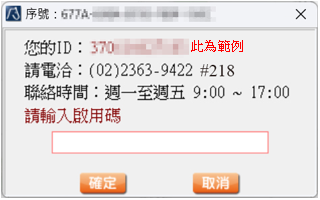 序號：677A-
您的ID：370 此為範例
請電洽：(02)2363-9422 #218
聯絡時間：週一至週五 9:00 ~ 17:00
請輸入啟用碼
確定 取消